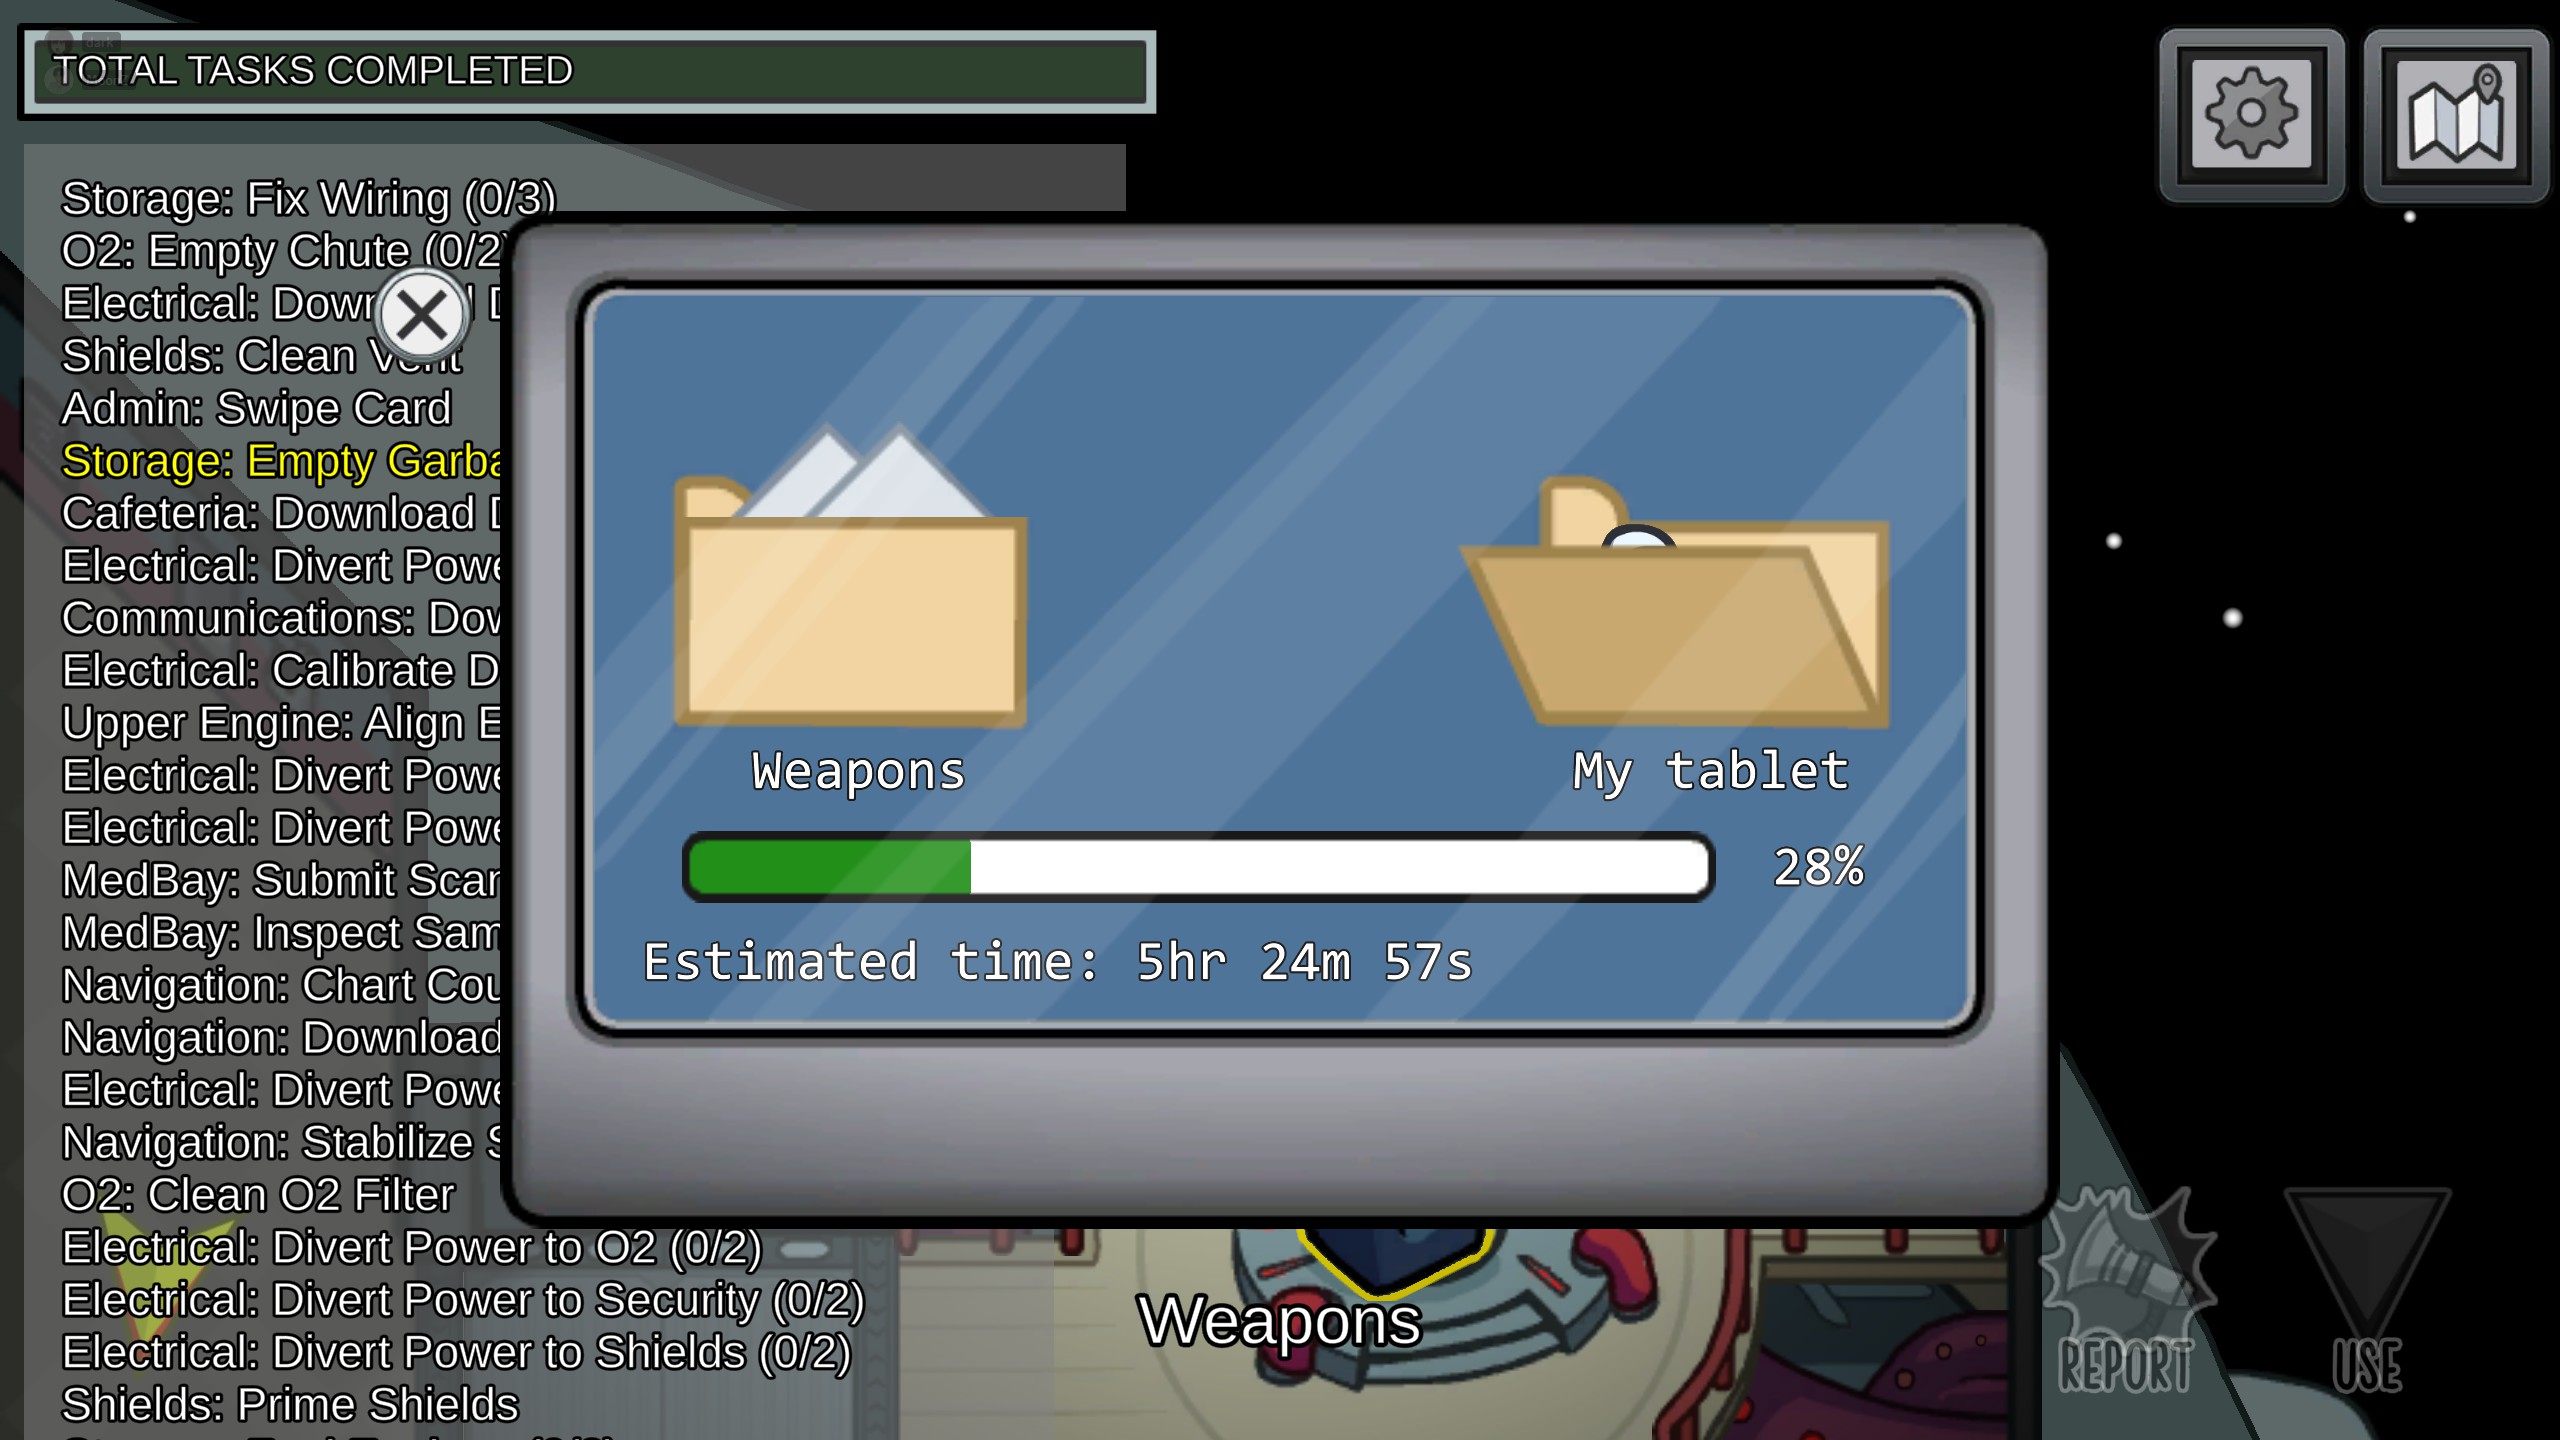 TOTAL TASKS COMPLETED
dark
Storage: Fix Wiring (0/3)
O2: Empty Chute (0/2)
Electrical: Down
Shields: Clean Vent
Admin: Swipe Card
Storage: Empty Garba
Cafeteria: Download D
Electrical: Divert Powe
Communications: Dow
Electrical: Calibrate D
Upper Engine: Align E
Electrical: Divert Powe
Electrical: Divert Powe
MedBay: Submit Scan
MedBay: Inspect Sam
Navigation: Chart Cou
Navigation: Download
Electrical: Divert Powe
Navigation: Stabilize S
O2: Clean O2 Filter
Electrical: Divert Power to O2 (0/2)
Electrical: Divert Power to Security (0/2)
Electrical: Divert Power to Shields (0/2)
Shields: Prime Shields
Weapons
My tablet
28%
Estimated time: 5hr 24m 57s
Weapons
REPORT
USE